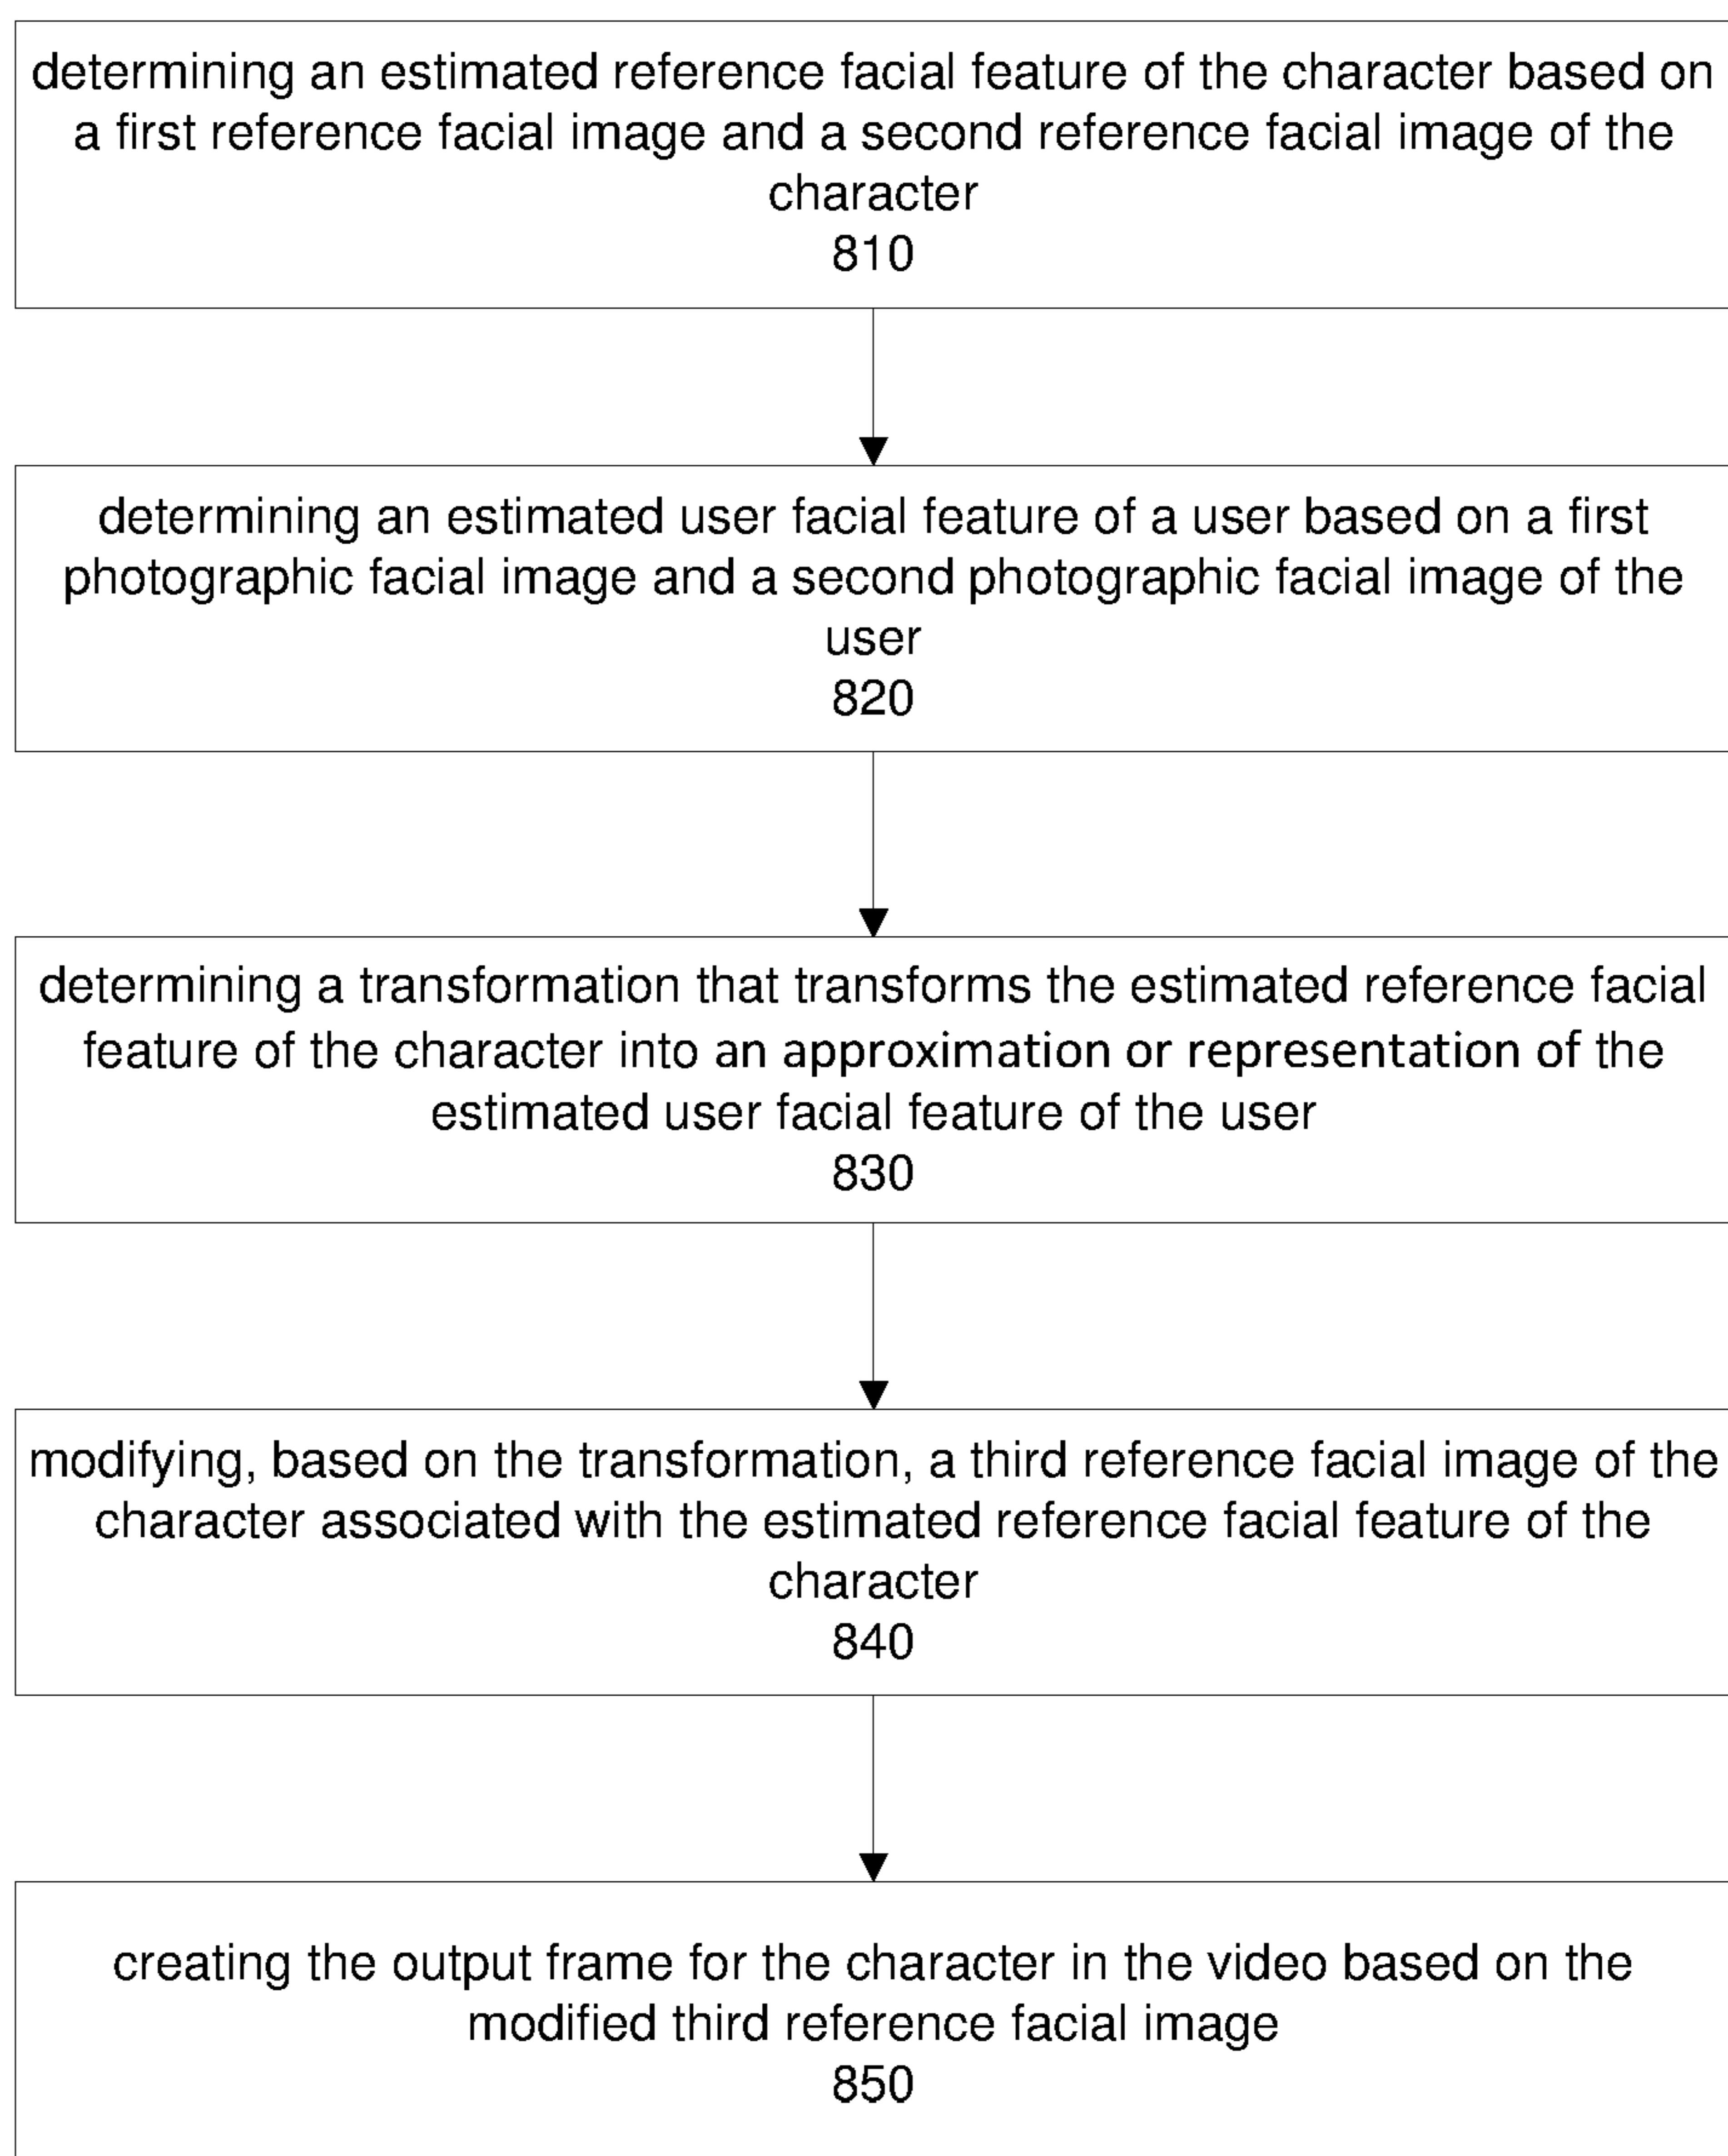 determining an estimated reference facial feature of the character based on
a first reference facial image and a second reference facial image of the
character
810
determining an estimated user facial feature of a user based on a first
photographic facial image and a second photographic facial image of the
user
820
determining a transformation that transforms the estimated reference facial
feature of the character into an approximation or representation of the
estimated user facial feature of the user
830
modifying, based on the transformation, a third reference facial image of the
character associated with the estimated reference facial feature of the
character
840
creating the output frame for the character in the video based on the
modified third reference facial image
850